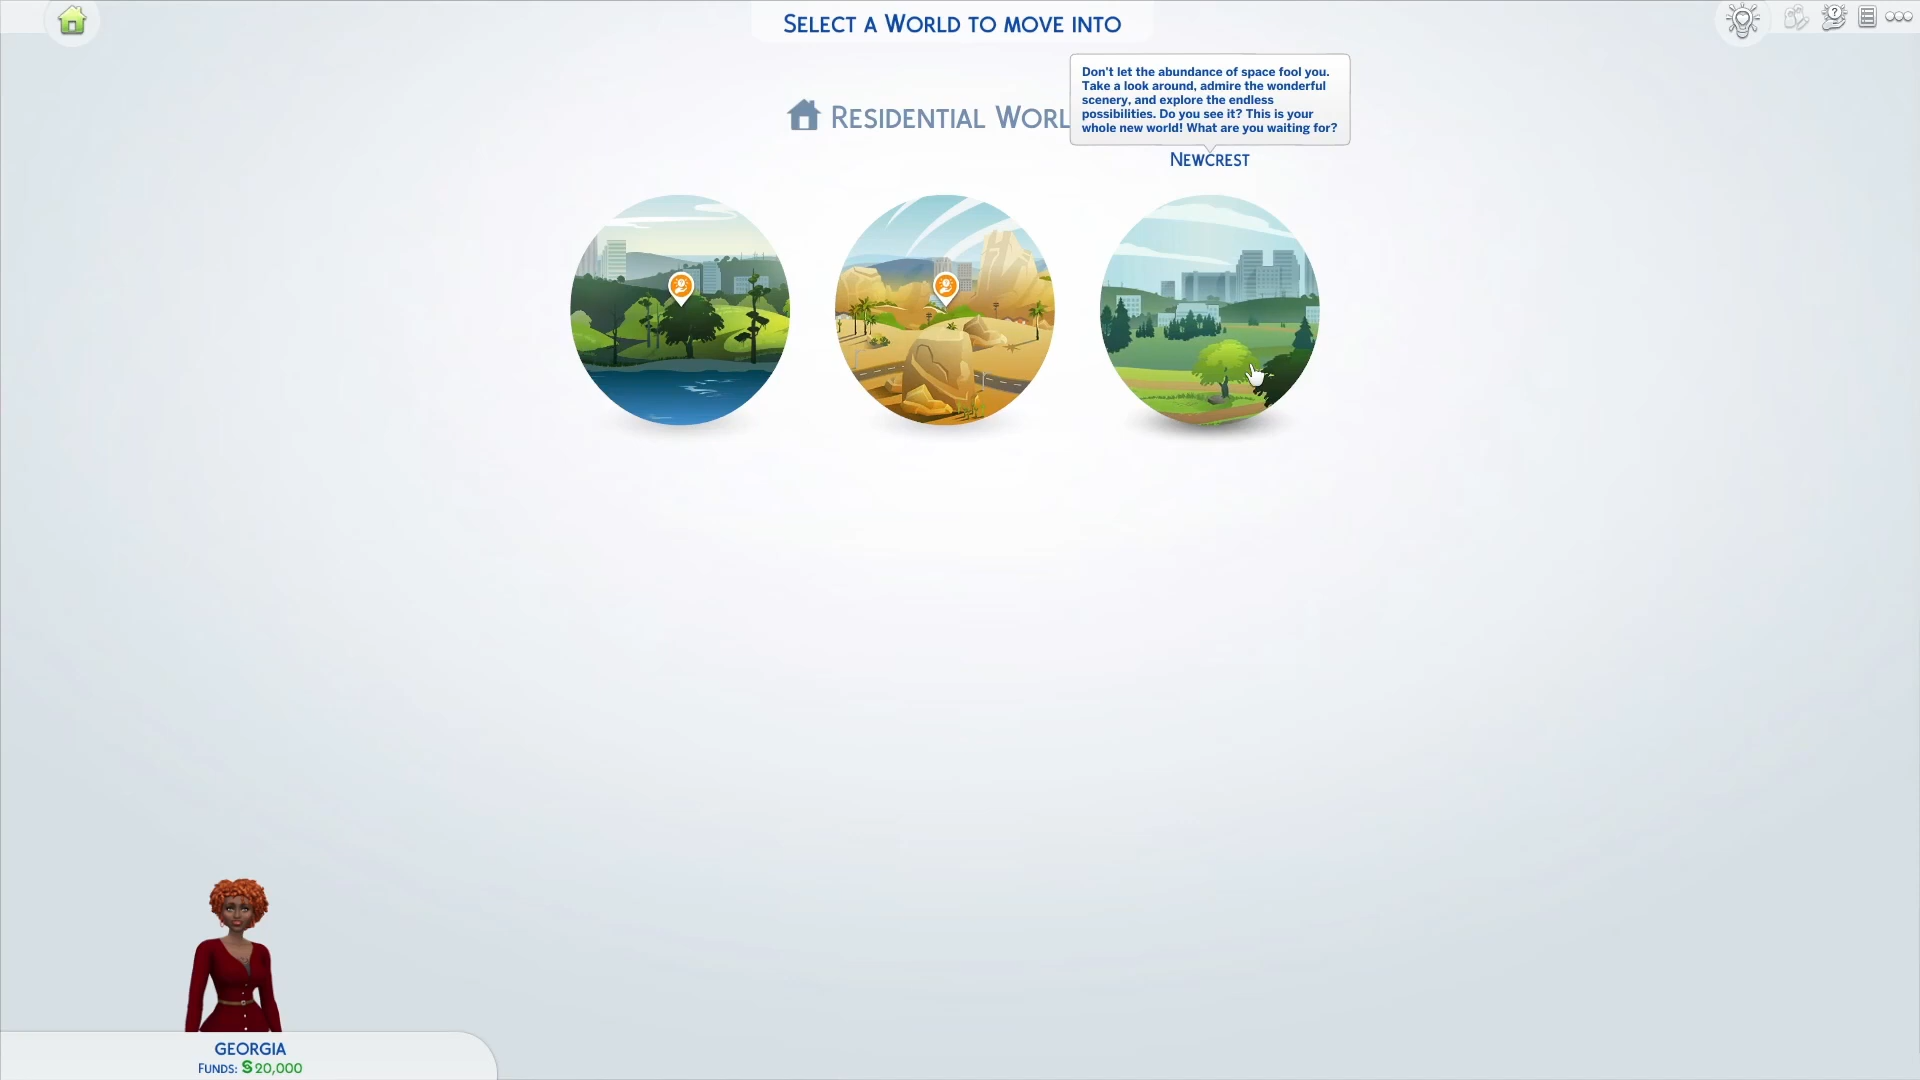 SELECT A WORLD TO MOVE INTO
Don't let the abundance of space fool you.
Take a look around, admire the wonderful
scenery, and explore the endless
possibilities. Do you see it? This is your
whole new world! What are you waiting for?
RESIDENTIAL WORL
NEWCREST
GEORGIA
FUNDS: §20,000